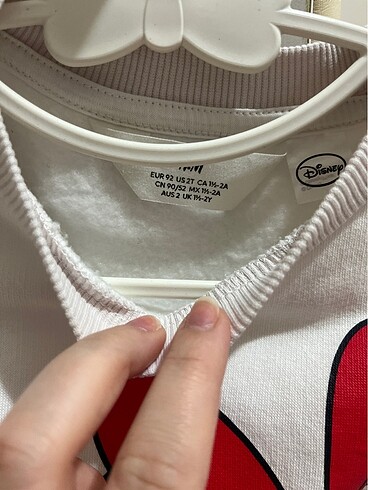 H&M
EUR 92 US 2T CA 1½-2A
CN 90/52 MX 1½-2A
AUS 2 UK 1½-2Y
Disney